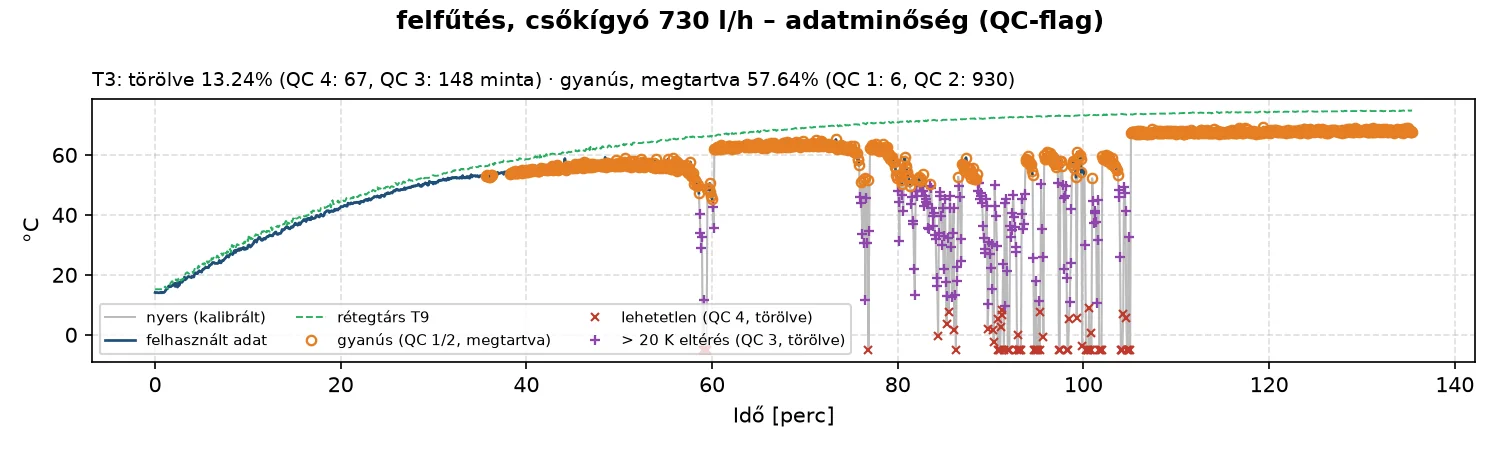 felfűtés, csőkígyó 730 l/h – adatminőség (QC-flag)
T3: törölve 13.24% (QC 4: 67, QC 3: 148 minta) · gyanús, megtartva 57.64% (QC 1: 6, QC 2: 930)
°C
60
40
20
0
nyers (kalibrált)
felhasznált adat
rétegtárs T9
gyanús (QC 1/2, megtartva)
lehetetlen (QC 4, törölve)
> 20 K eltérés (QC 3, törölve)
0 20 40 60 80 100 120 140
Idő [perc]